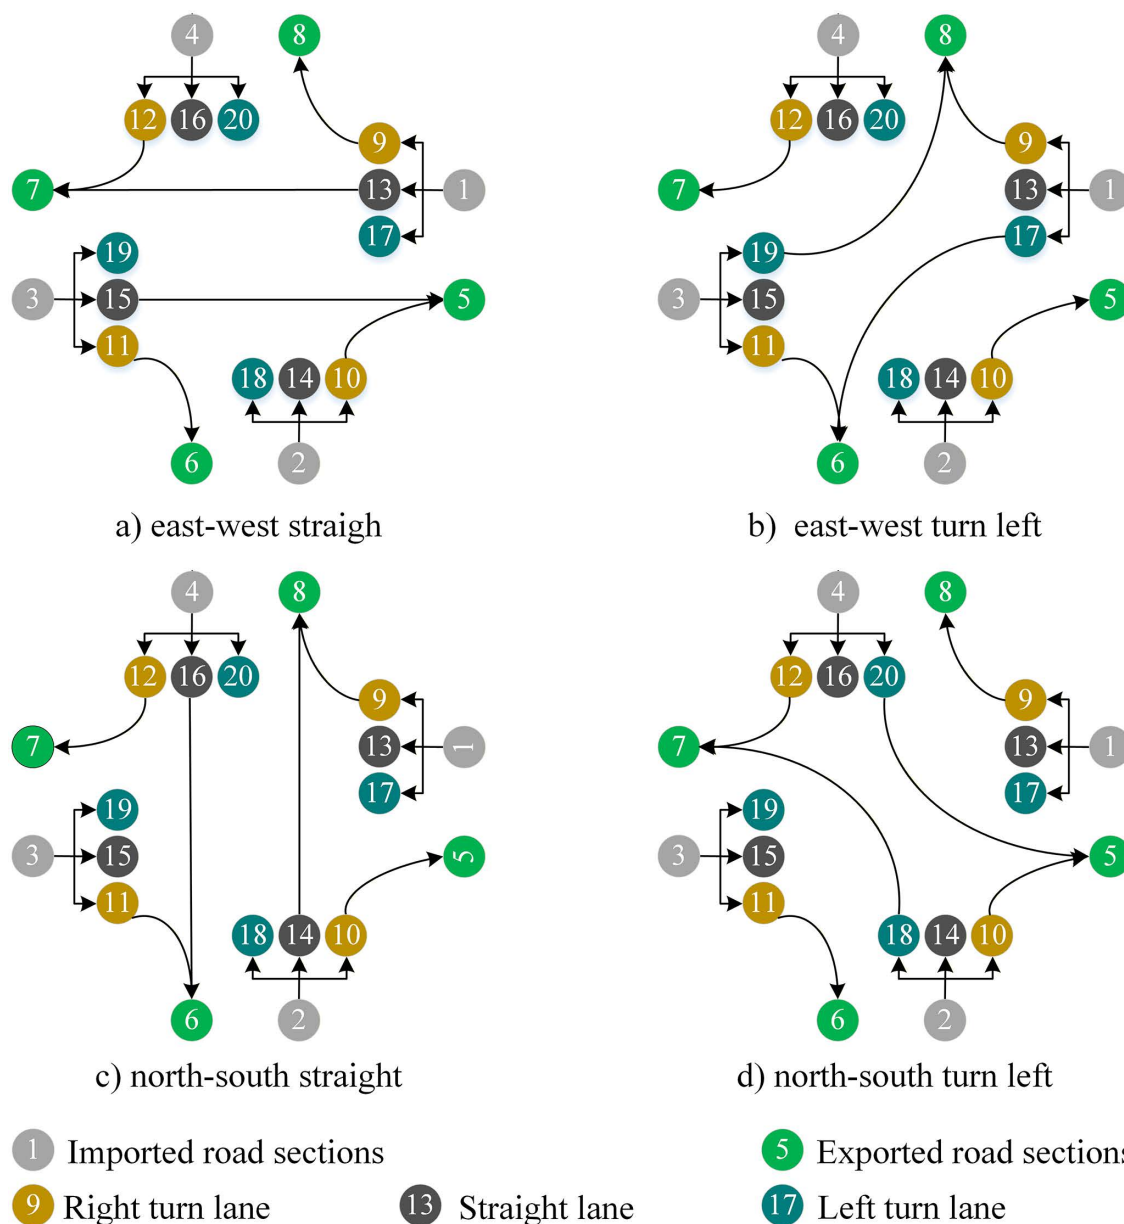 4 8 4 8
12 16 20 9 12 16 20 9
7 13 1 7 13 1
19 17 19 17
3 15 5 3 15 5
11 18 14 10 11 18 14 10
6 2 6 2
a) east-west straigh b) east-west turn left
4 8 4 8
12 16 20 9 12 16 20 9
7 13 1 7 13 1
19 17 19 17
3 15 5 3 15 5
11 18 14 10 11 18 14 10
6 2 6 2
c) north-south straight d) north-south turn left
1 Imported road sections 5 Exported road sections
9 Right turn lane 13 Straight lane 17 Left turn lane